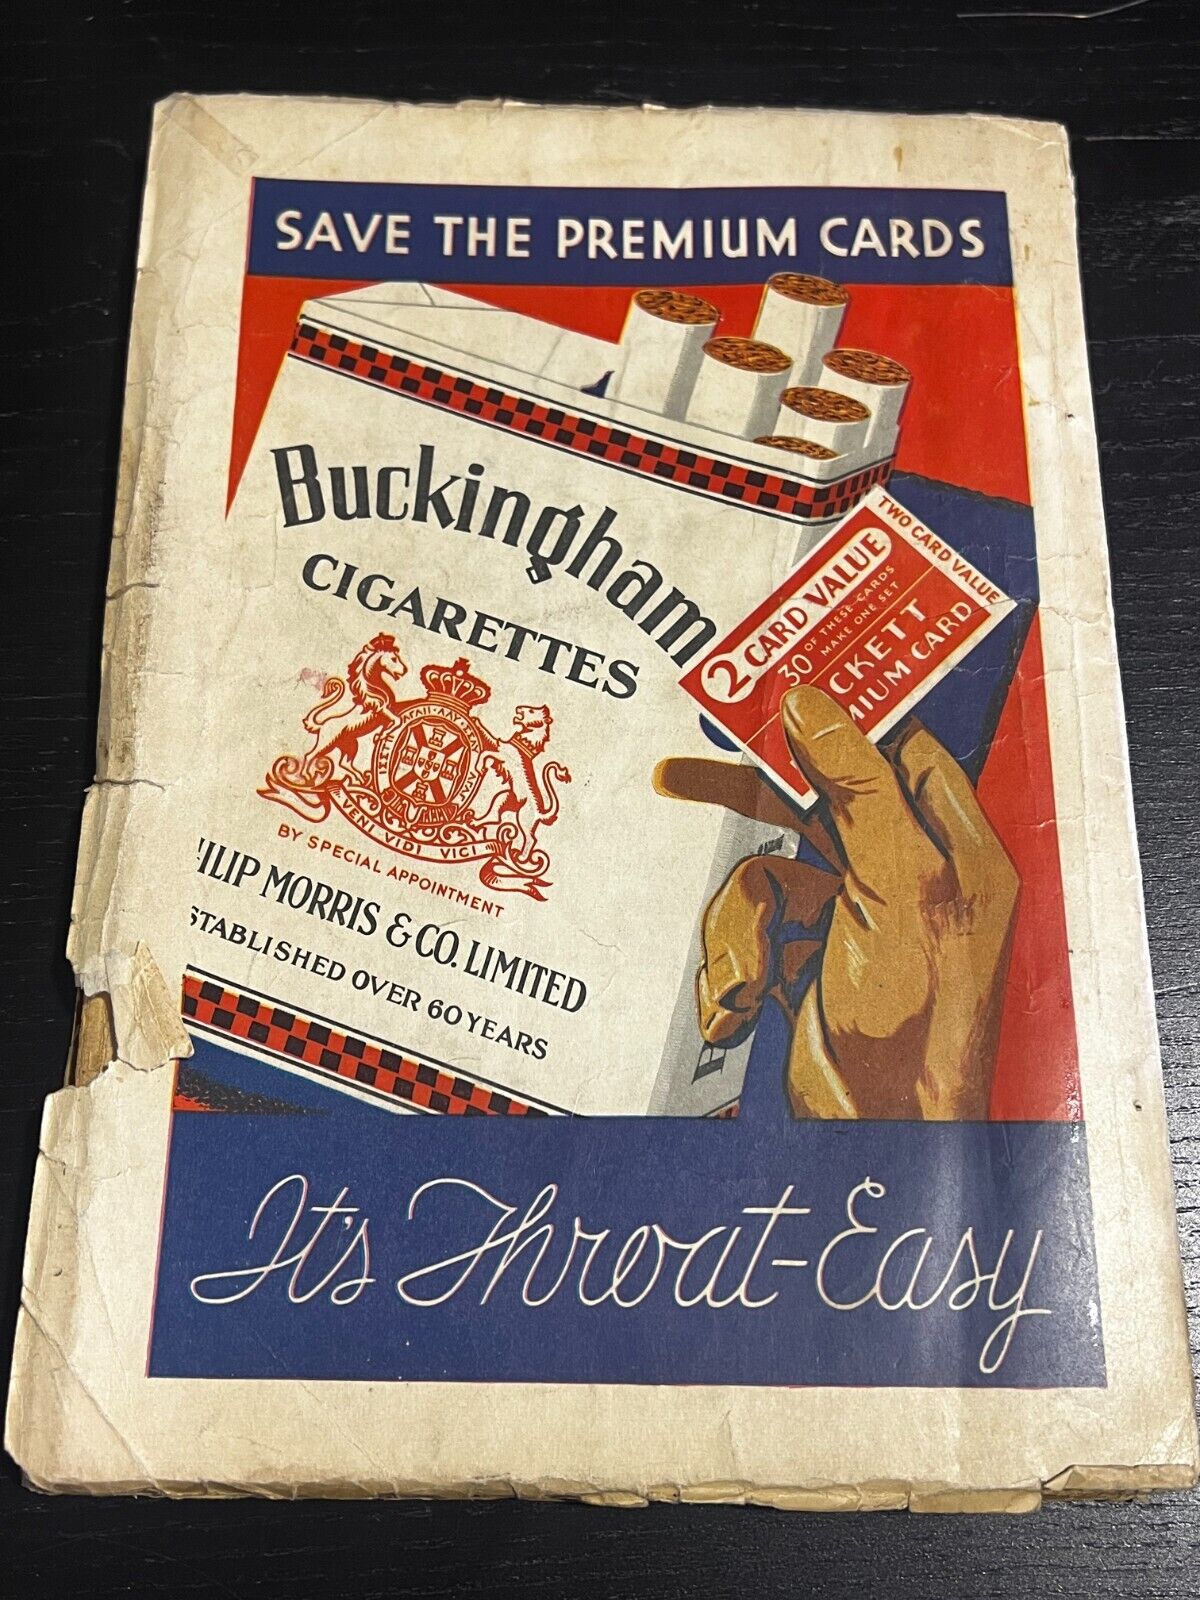 SAVE THE PREMIUM CARDS
Buckingham
CIGARETTES
TWO CARD VALUE
2 CARD VALUE
30 OF THESE CARDS
MAKE ONE SET
CKETT
MIUM CARD
VENI VIDI VICI
BY SPECIAL APPOINTMENT
ILIP MORRIS & CO. LIMITED
STABLISHED OVER 60 YEARS
It's Throat-Easy